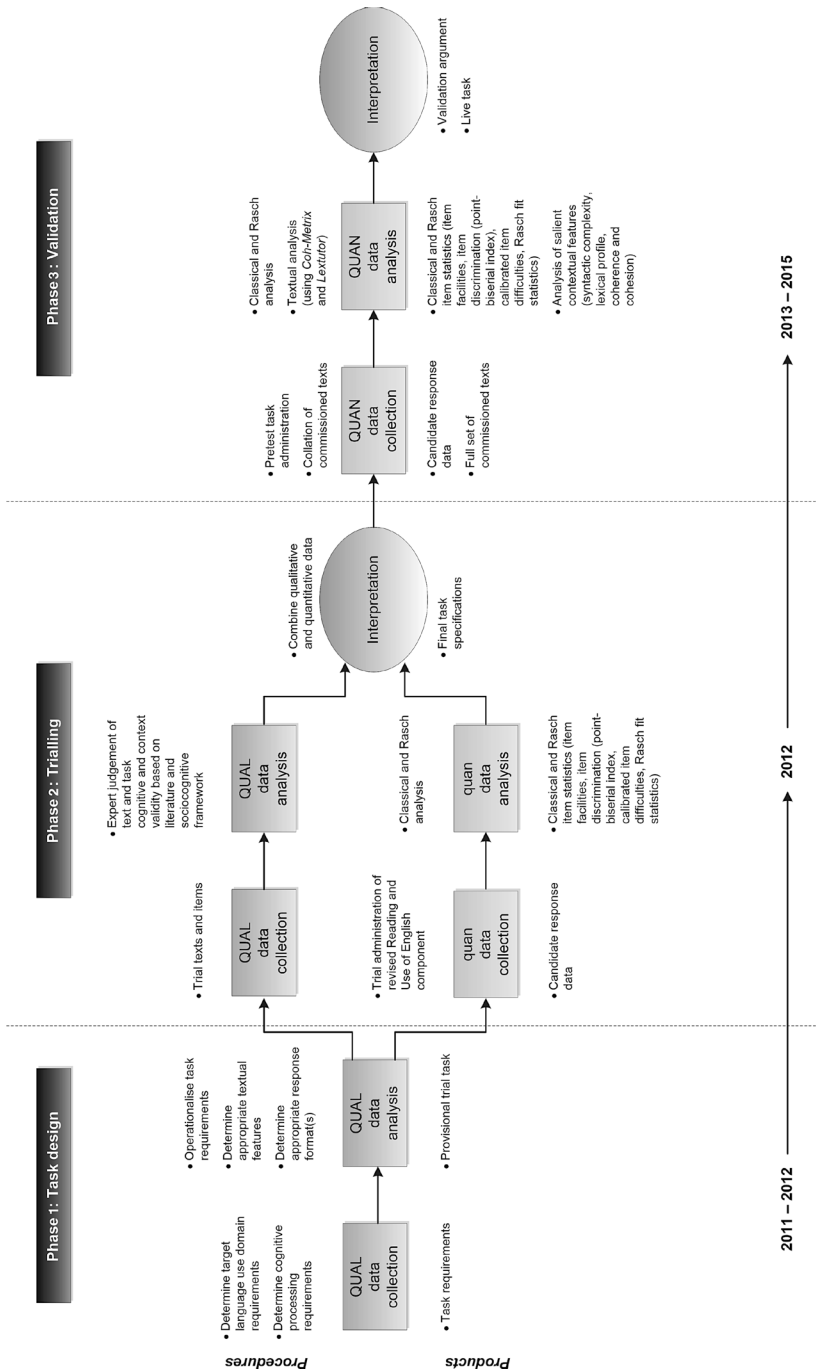 Phase 1: Task design
Phase 2 : Trialling
Phase 3 : Validation
Procedures
Products
• Determine target
language use domain
requirements
• Determine cognitive
processing
requirements
QUAL
data
collection
• Task requirements
• Operationalise task
requirements
• Determine
appropriate textual
features
• Determine
appropriate response
format(s)
QUAL
data
analysis
• Provisional trial task
• Trial texts and items
QUAL
data
collection
• Expert judgement of
text and task
cognitive and context
validity based on
literature and
sociocognitive
framework
QUAL
data
analysis
• Trial administration of
revised Reading and
Use of English
component
quan
data
collection
• Candidate response
data
• Classical and Rasch
analysis
quan
data
analysis
• Classical and Rasch
item statistics (item
facilities, item
discrimination (point-
biserial index,
calibrated item
difficulties, Rasch fit
statistics)
• Combine qualitative
and quantitative data
Interpretation
• Final task
specifications
• Pretest task
administration
• Collation of
commissioned texts
QUAN
data
collection
• Candidate response
data
• Full set of
commissioned texts
• Classical and Rasch
analysis
• Textual analysis
(using Coh-Metrix
and Lextutor)
QUAN
data
analysis
• Classical and Rasch
item statistics (item
facilities, item
discrimination (point-
biserial index),
calibrated item
difficulties, Rasch fit
statistics)
• Analysis of salient
contextual features
(syntactic complexity,
lexical profile,
coherence and
cohesion)
Interpretation
• Validation argument
• Live task
2011 – 2012
2012
2013 – 2015